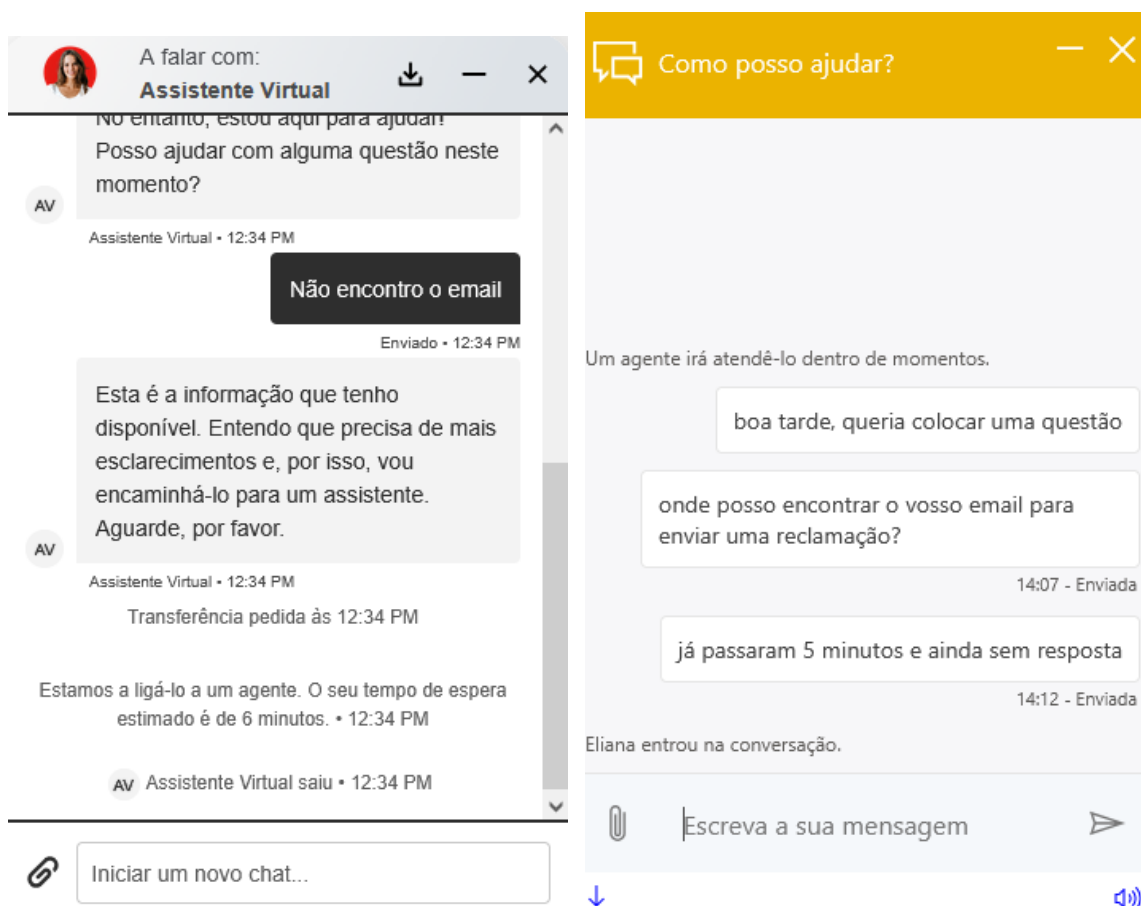 A falar com:
Assistente Virtual
No entanto, estou aqui para ajudar!
Posso ajudar com alguma questão neste
momento?
AV
Assistente Virtual • 12:34 PM
Não encontro o email
Enviado • 12:34 PM
Esta é a informação que tenho
disponível. Entendo que precisa de mais
esclarecimentos e, por isso, vou
encaminhá-lo para um assistente.
Aguarde, por favor.
AV
Assistente Virtual • 12:34 PM
Transferência pedida às 12:34 PM
Estamos a ligá-lo a um agente. O seu tempo de espera
estimado é de 6 minutos. • 12:34 PM
AV Assistente Virtual saiu • 12:34 PM
Iniciar um novo chat...
Como posso ajudar?
Um agente irá atendê-lo dentro de momentos.
boa tarde, queria colocar uma questão
onde posso encontrar o vosso email para
enviar uma reclamação?
14:07 - Enviada
já passaram 5 minutos e ainda sem resposta
14:12 - Enviada
Eliana entrou na conversação.
Escreva a sua mensagem